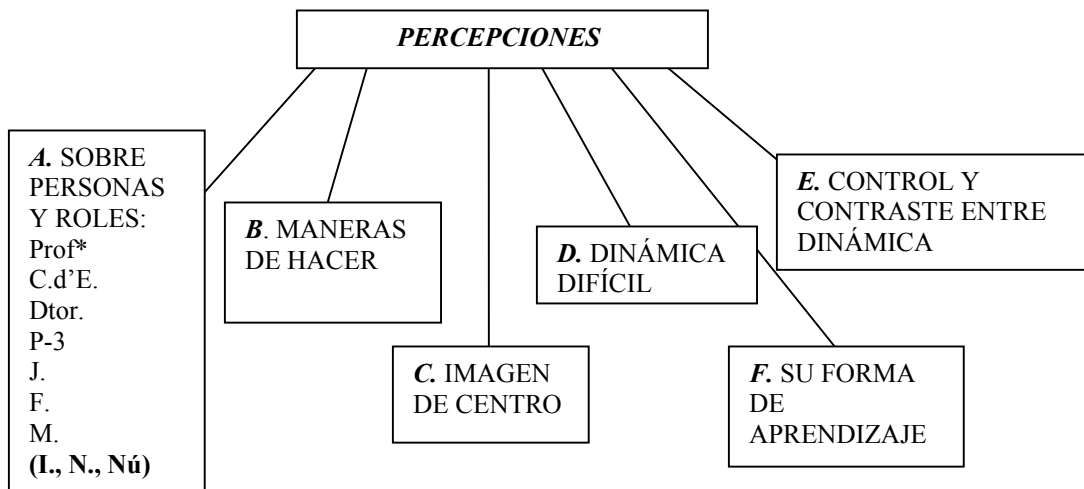 PERCEPCIONES
A. SOBRE
PERSONAS
Y ROLES:
Prof*
C.d’E.
Dtor.
P-3
J.
F.
M.
(I., N., Nú)
B. MANERAS
DE HACER
C. IMAGEN
DE CENTRO
D. DINÁMICA
DIFÍCIL
E. CONTROL Y
CONTRASTE ENTRE
DINÁMICA
F. SU FORMA
DE
APRENDIZAJE